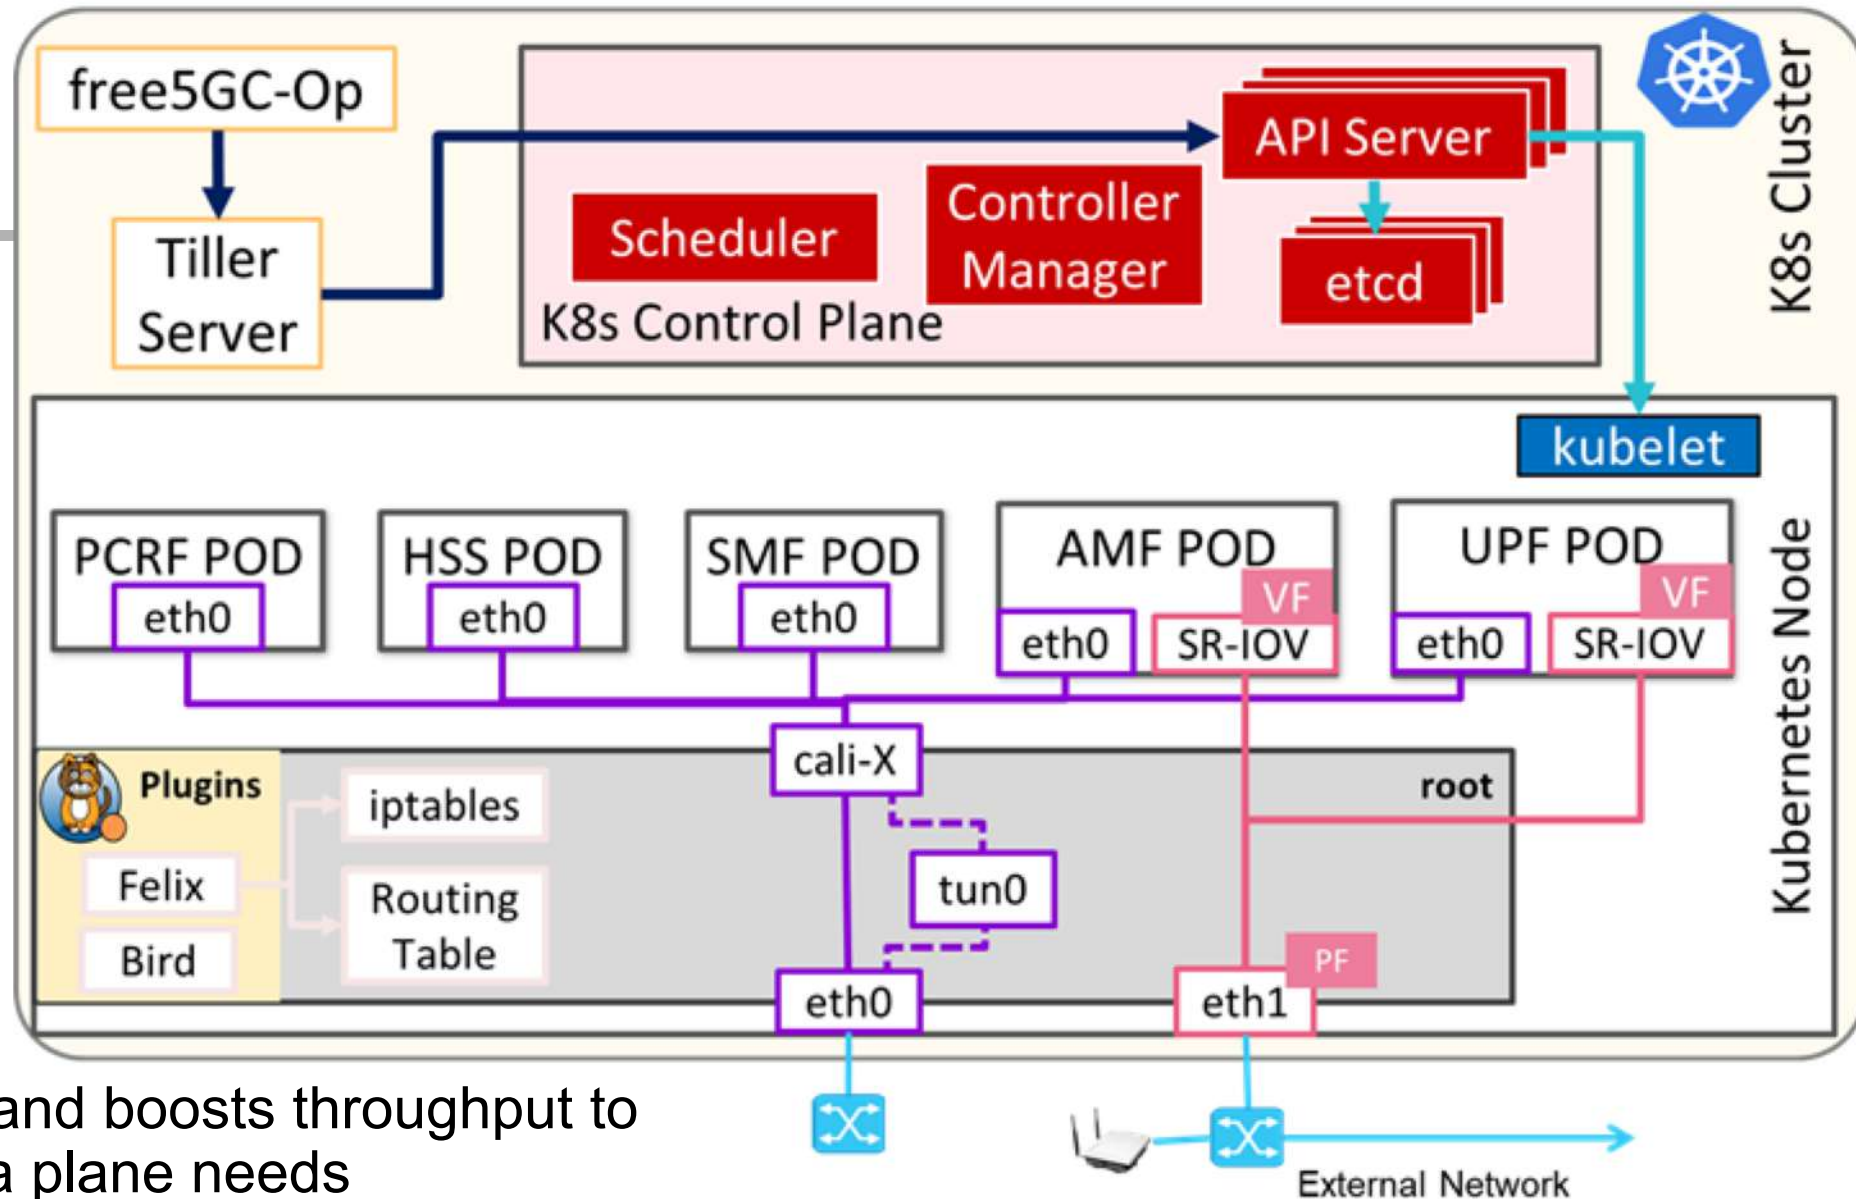 free5GC-Op
Tiller
Server
API Server
Controller
Manager
Scheduler
etcd
K8s Control Plane
K8s Cluster
kubelet
PCRF POD
eth0
HSS POD
eth0
SMF POD
eth0
AMF POD
VF
eth0
SR-IOV
UPF POD
VF
eth0
SR-IOV
Kubernetes Node
cali-X
Plugins
iptables
root
Felix
Routing
Table
tun0
Bird
PF
eth0
eth1
and boosts throughput to
a plane needs
External Network